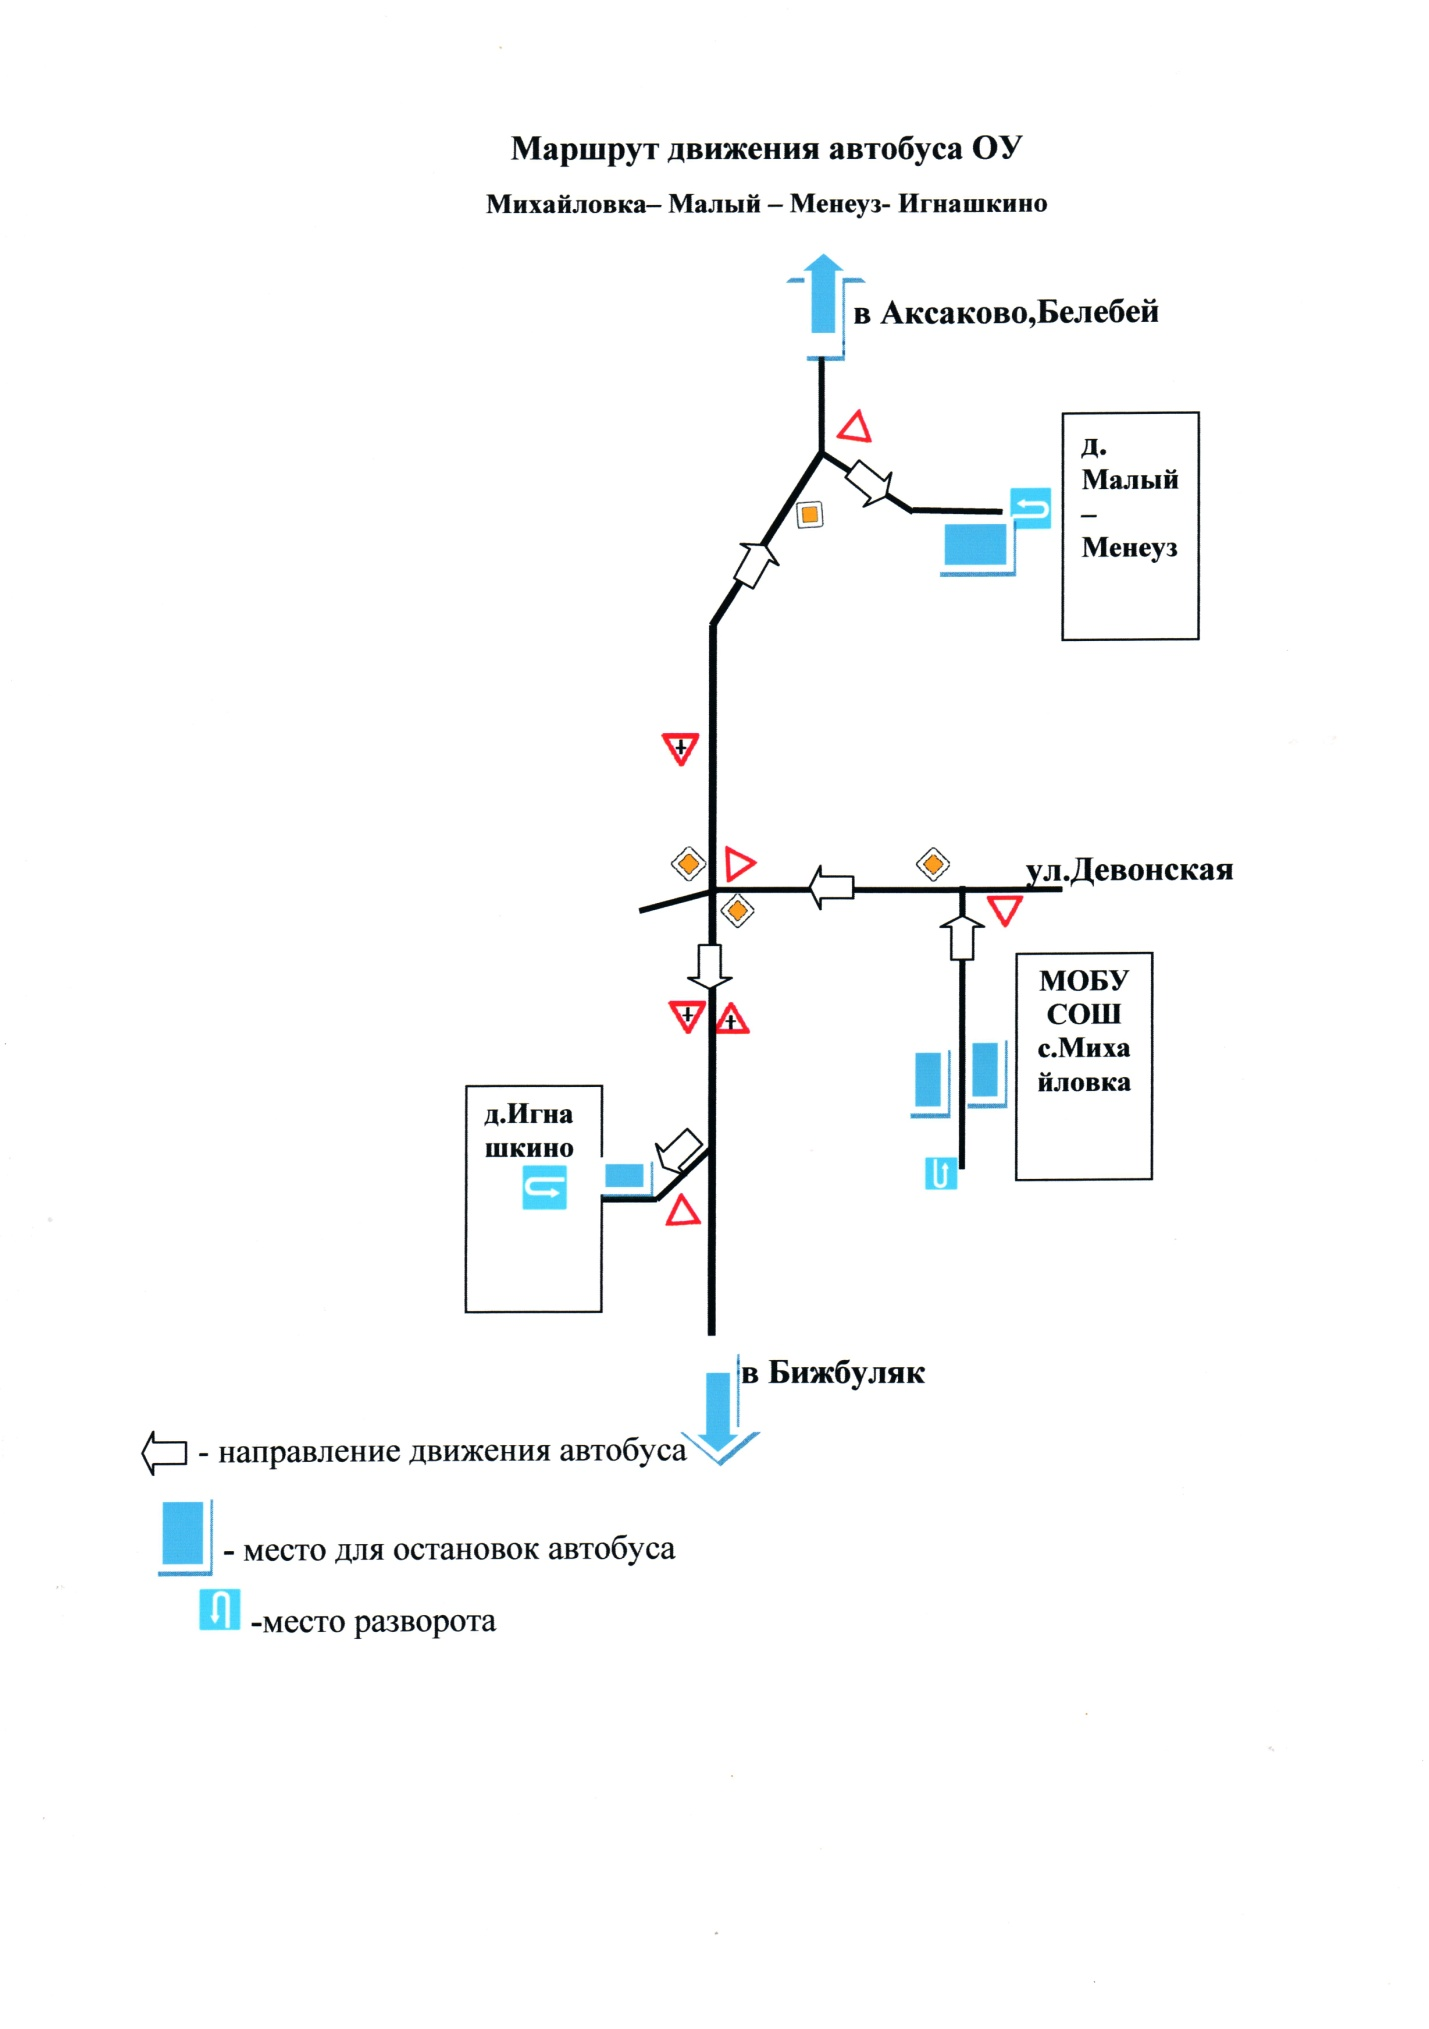 Маршрут движения автобуса ОУ
Михайловка– Малый – Менеуз- Игнашкино
в Аксаково,Белебей
д.
Малый
–
Менеуз
ул.Девонская
МОБУ
СОШ
с.Миха
йловка
д.Игна
шкино
в Бижбуляк
- направление движения автобуса
- место для остановок автобуса
-место разворота